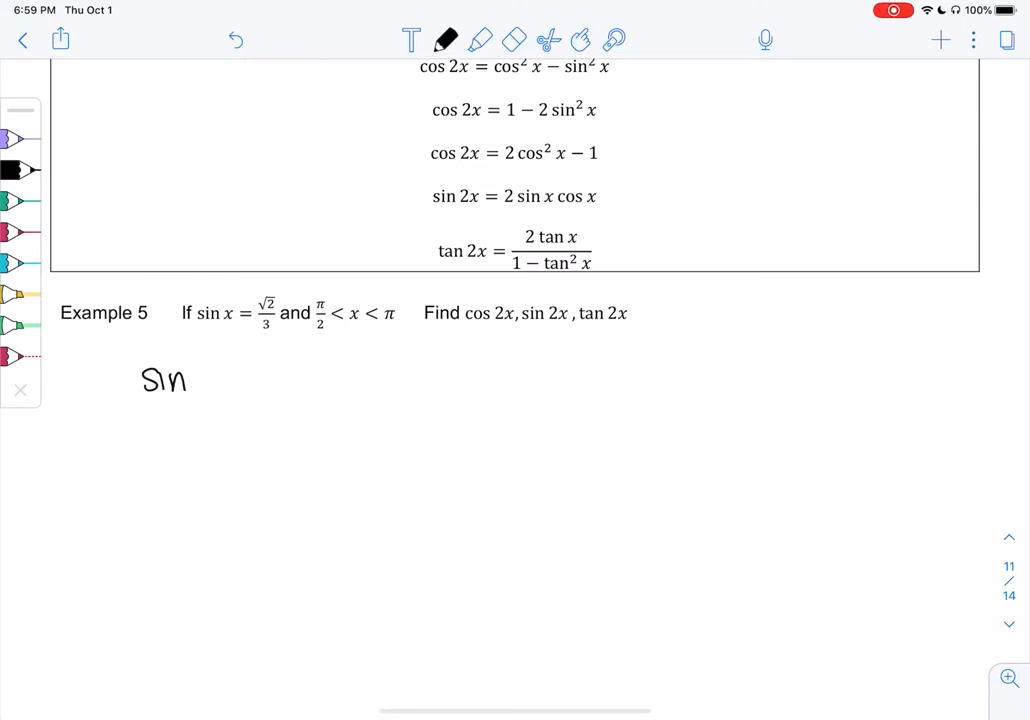 6:59 PM Thu Oct 1
100%
cos 2x = cos² x − sin² x
cos 2x = 1 − 2 sin² x
cos 2x = 2 cos² x − 1
sin 2x = 2 sin x cos x
tan 2x = 2 tan x / 1 − tan² x
Example 5 If sin x = √2/3 and π/2 < x < π Find cos 2x, sin 2x , tan 2x
sin
11
/
14